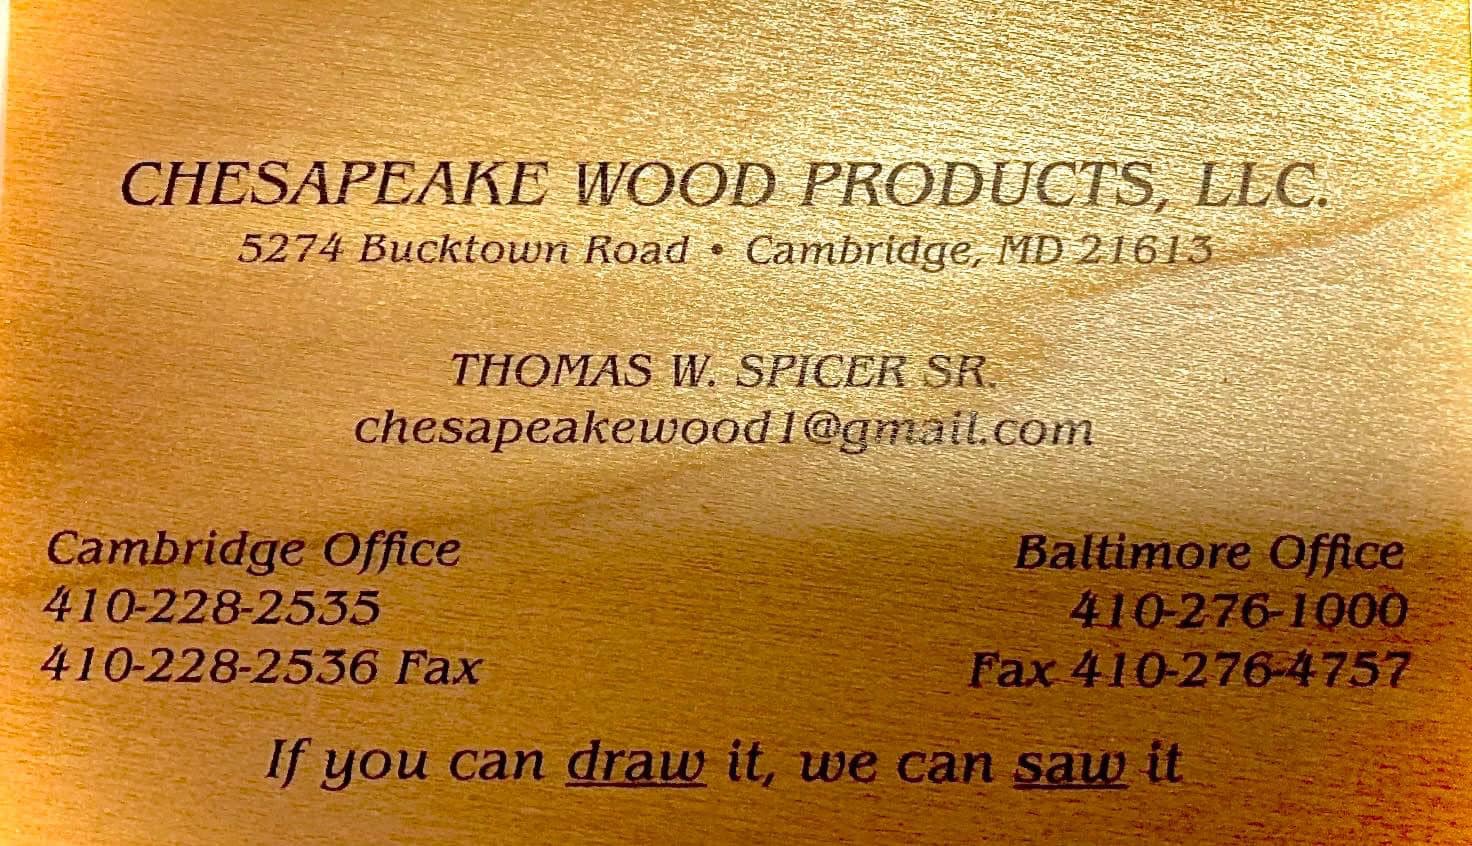 CHESAPEAKE WOOD PRODUCTS, LLC.
5274 Bucktown Road • Cambridge, MD 21613
THOMAS W. SPICER SR.
chesapeakewood1@gmail.com
Cambridge Office
410-228-2535
410-228-2536 Fax
Baltimore Office
410-276-1000
Fax 410-276-4757
If you can draw it, we can saw it